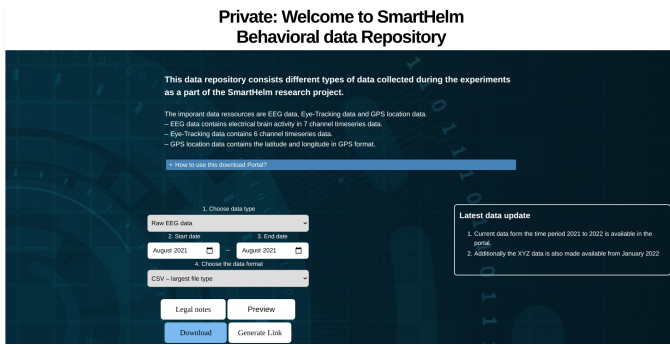 Private: Welcome to SmartHelm
Behavioral data Repository
This data repository consists different types of data collected during the experiments
as a part of the SmartHelm research project.
The imporant data ressources are EEG data, Eye-Tracking data and GPS location data.
– EEG data contains electrical brain activity in 7 channel timeseries data.
– Eye-Tracking data contains 6 channel timeseries data.
– GPS location data contains the latitude and longitude in GPS format.
+ How to use this download Portal?
//
1. Choose data type
Raw EEG data
2. Start date 3. End date
August 2021 – August 2021
4. Choose the data format
CSV – largest file type
Legal notes Preview
Download Generate Link
Latest data update
1. Current data form the time period 2021 to 2022 is available in the
portal.
2. Additionally the XYZ data is also made available from January 2022